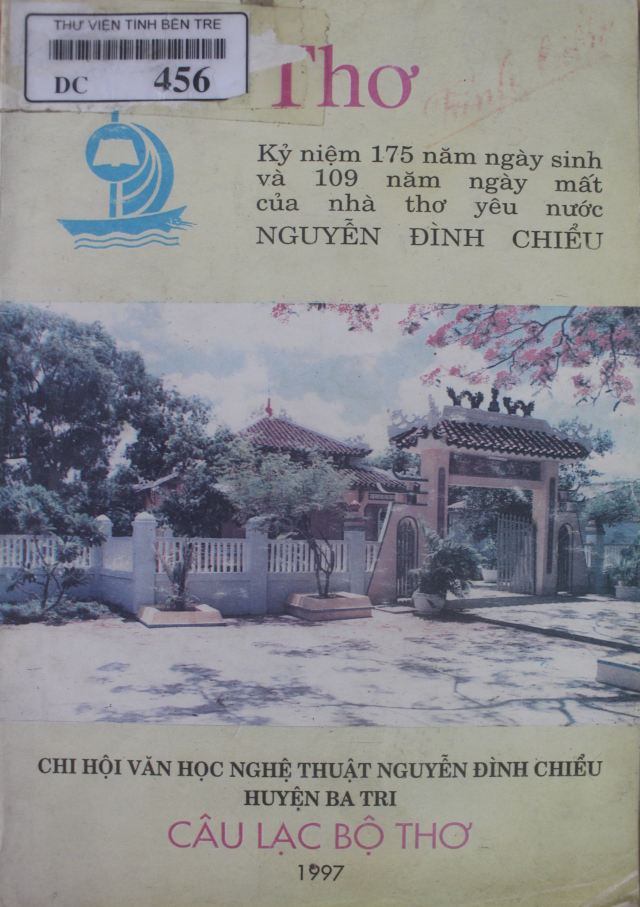 THƯ VIỆN TỈNH BẾN TRE
DC 456
Thơ
Kỷ niệm 175 năm ngày sinh
và 109 năm ngày mất
của nhà thơ yêu nước
NGUYỄN ĐÌNH CHIỂU
CHI HỘI VĂN HỌC NGHỆ THUẬT NGUYỄN ĐÌNH CHIỂU
HUYỆN BA TRI
CÂU LẠC BỘ THƠ
1997